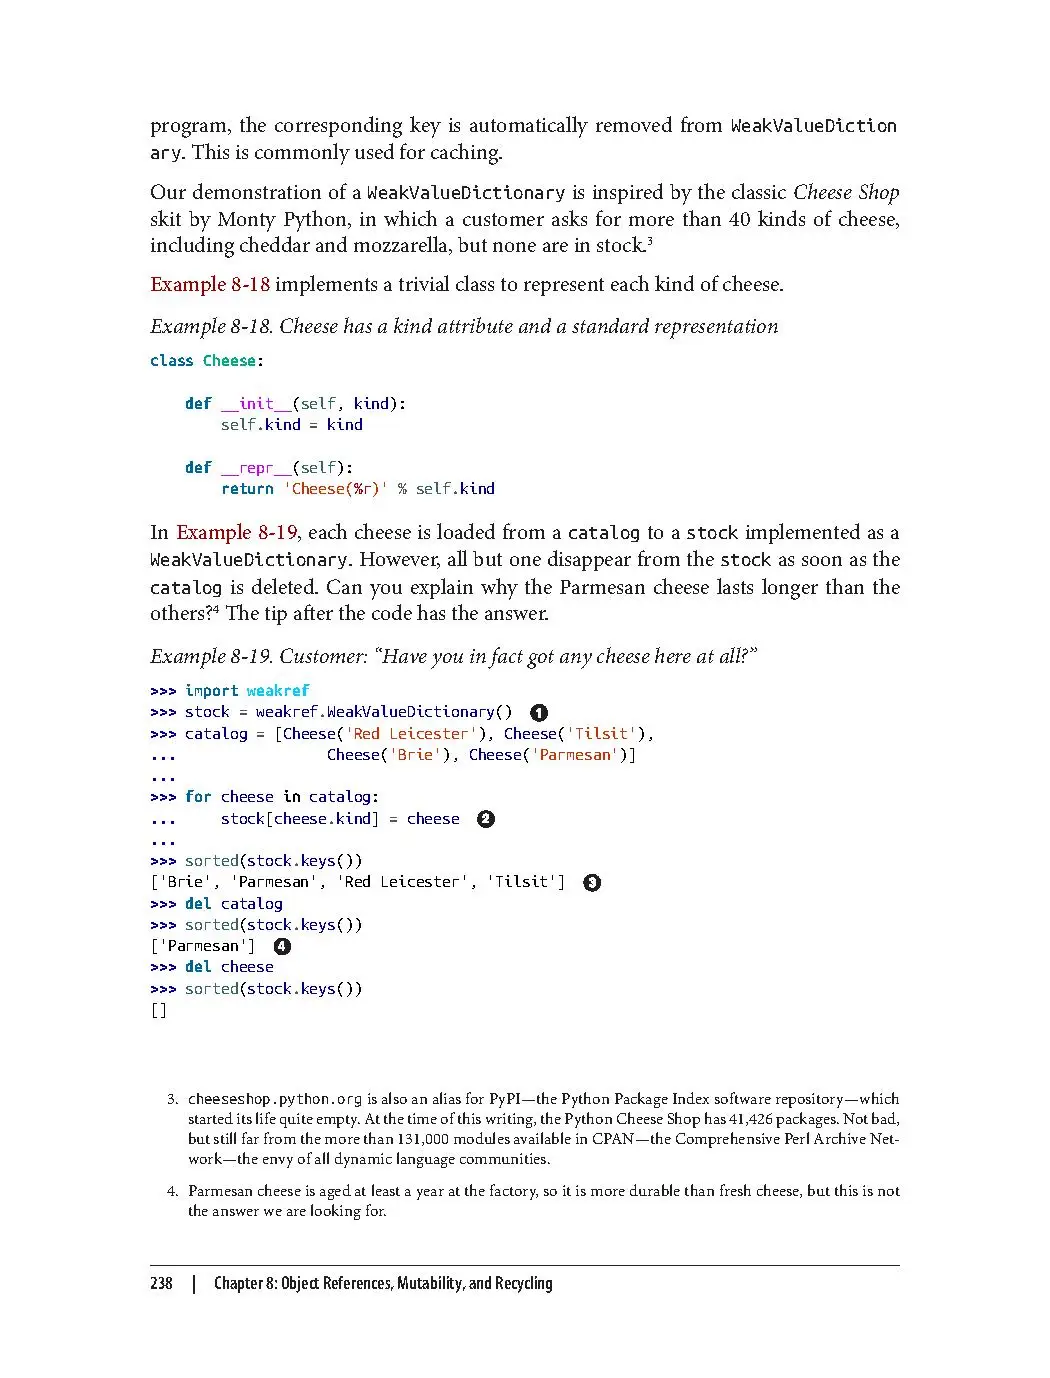 program, the corresponding key is automatically removed from WeakValueDiction
ary. This is commonly used for caching.
Our demonstration of a WeakValueDictionary is inspired by the classic Cheese Shop
skit by Monty Python, in which a customer asks for more than 40 kinds of cheese,
including cheddar and mozzarella, but none are in stock.3
Example 8-18 implements a trivial class to represent each kind of cheese.
Example 8-18. Cheese has a kind attribute and a standard representation
class Cheese:
    def __init__(self, kind):
        self.kind = kind
    def __repr__(self):
        return 'Cheese(%r)' % self.kind
In Example 8-19, each cheese is loaded from a catalog to a stock implemented as a
WeakValueDictionary. However, all but one disappear from the stock as soon as the
catalog is deleted. Can you explain why the Parmesan cheese lasts longer than the
others?4 The tip after the code has the answer.
Example 8-19. Customer: “Have you in fact got any cheese here at all?”
>>> import weakref
>>> stock = weakref.WeakValueDictionary() 1
>>> catalog = [Cheese('Red Leicester'), Cheese('Tilsit'),
...                 Cheese('Brie'), Cheese('Parmesan')]
...
>>> for cheese in catalog:
...     stock[cheese.kind] = cheese 2
...
>>> sorted(stock.keys())
['Brie', 'Parmesan', 'Red Leicester', 'Tilsit'] 3
>>> del catalog
>>> sorted(stock.keys())
['Parmesan'] 4
>>> del cheese
>>> sorted(stock.keys())
[]
3. cheeseshop.python.org is also an alias for PyPI—the Python Package Index software repository—which
started its life quite empty. At the time of this writing, the Python Cheese Shop has 41,426 packages. Not bad,
but still far from the more than 131,000 modules available in CPAN—the Comprehensive Perl Archive Net-
work—the envy of all dynamic language communities.
4. Parmesan cheese is aged at least a year at the factory, so it is more durable than fresh cheese, but this is not
the answer we are looking for.
238 | Chapter 8: Object References, Mutability, and Recycling